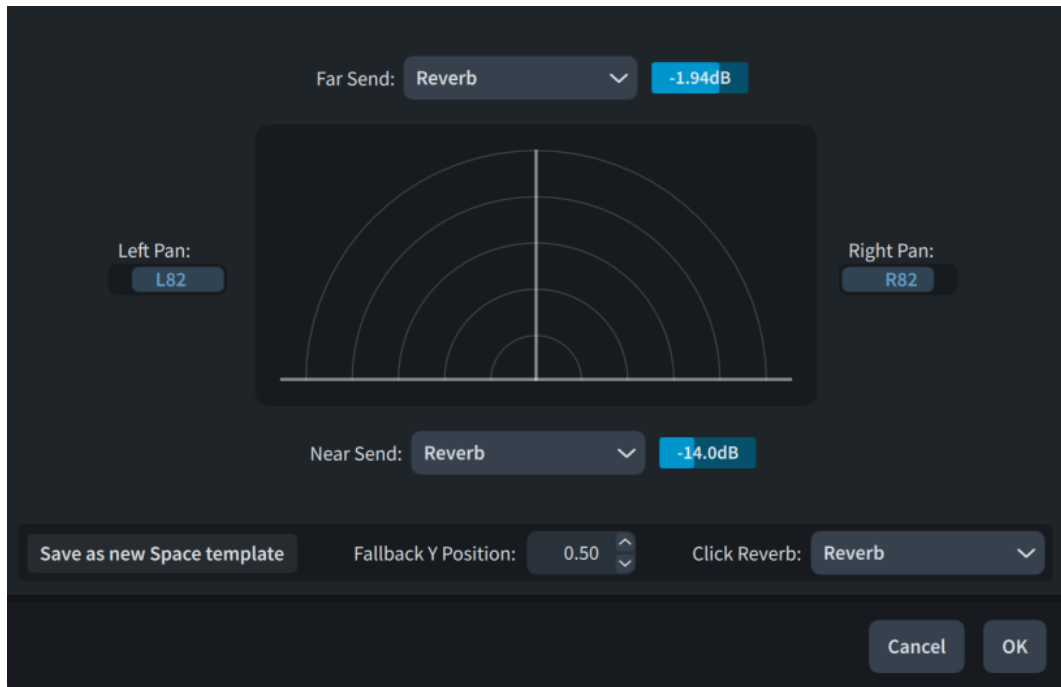 Far Send: Reverb -1.94dB
Left Pan:
L82
Right Pan:
R82
Near Send: Reverb -14.0dB
Save as new Space template Fallback Y Position: 0.50 Click Reverb: Reverb
Cancel OK